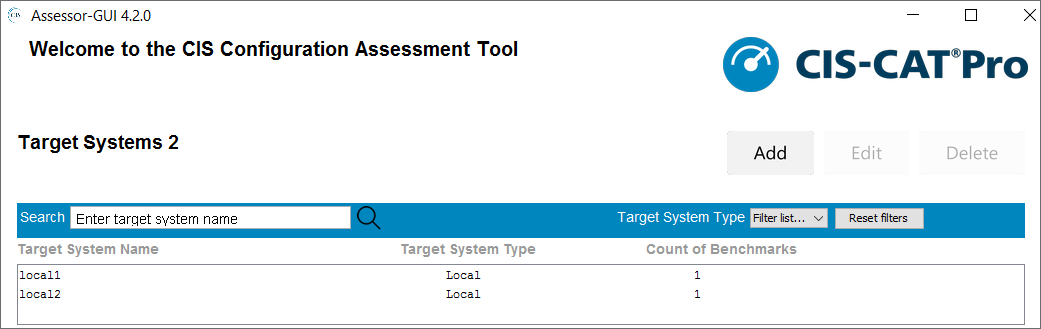 CIS Assessor-GUI 4.2.0
Welcome to the CIS Configuration Assessment Tool
CIS-CAT®Pro
Target Systems 2
Add Edit Delete
Search Enter target system name Target System Type Filter list... Reset filters
Target System Name Target System Type Count of Benchmarks
local1 Local 1
local2 Local 1